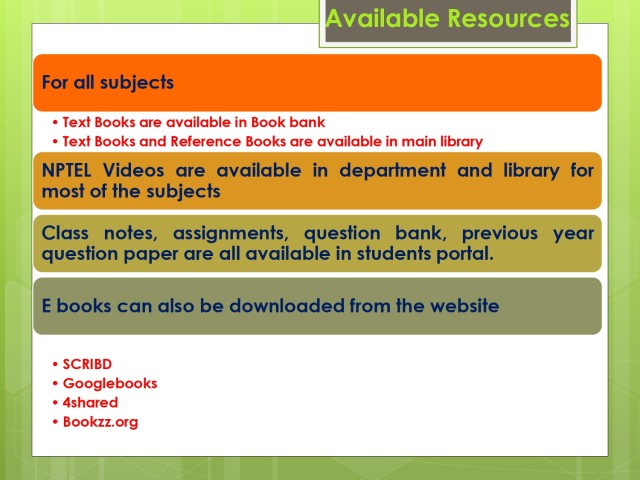 Available Resources
For all subjects
• Text Books are available in Book bank
• Text Books and Reference Books are available in main library
NPTEL Videos are available in department and library for
most of the subjects
Class notes, assignments, question bank, previous year
question paper are all available in students portal.
E books can also be downloaded from the website
• SCRIBD
• Googlebooks
• 4shared
• Bookzz.org